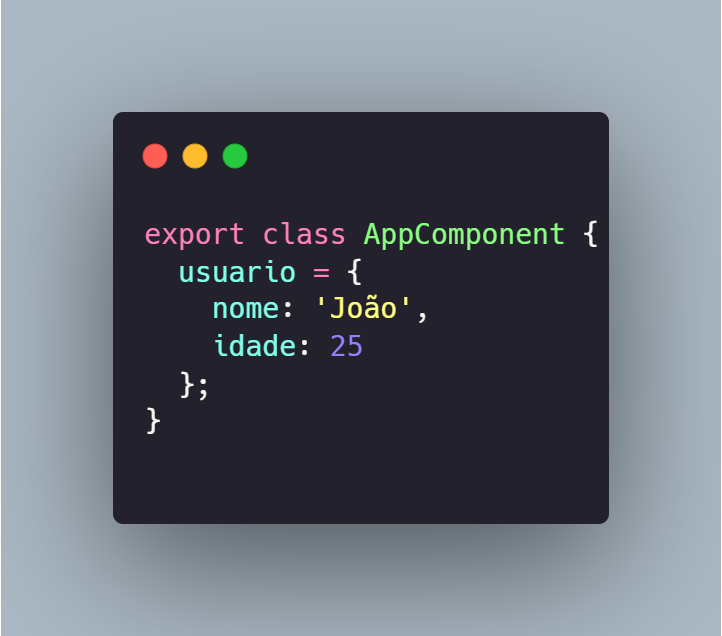 export class AppComponent {
  usuario = {
    nome: 'João',
    idade: 25
  };
}